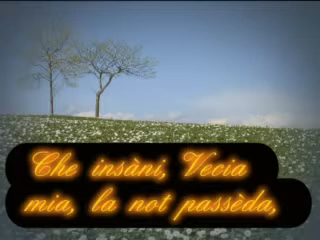 Che insàni, Vecia
mia, la not passèda,